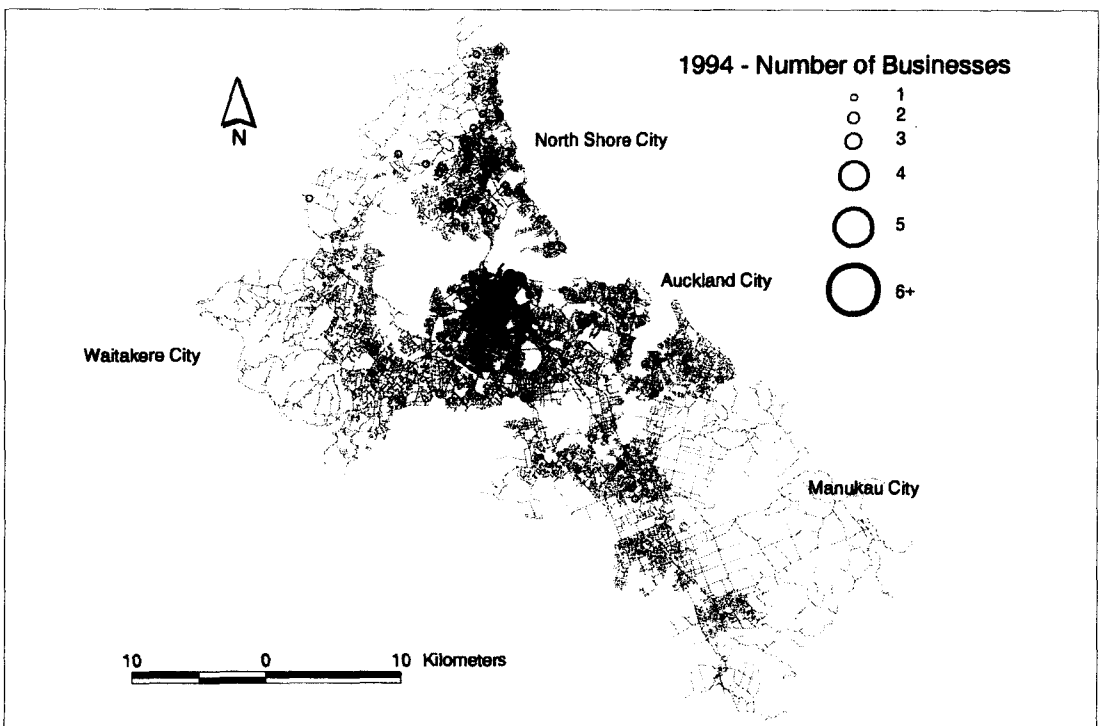 1994 - Number of Businesses
1
2
3
4
5
6+
N
North Shore City
Auckland City
Waitakere City
Manukau City
10 0 10 Kilometers